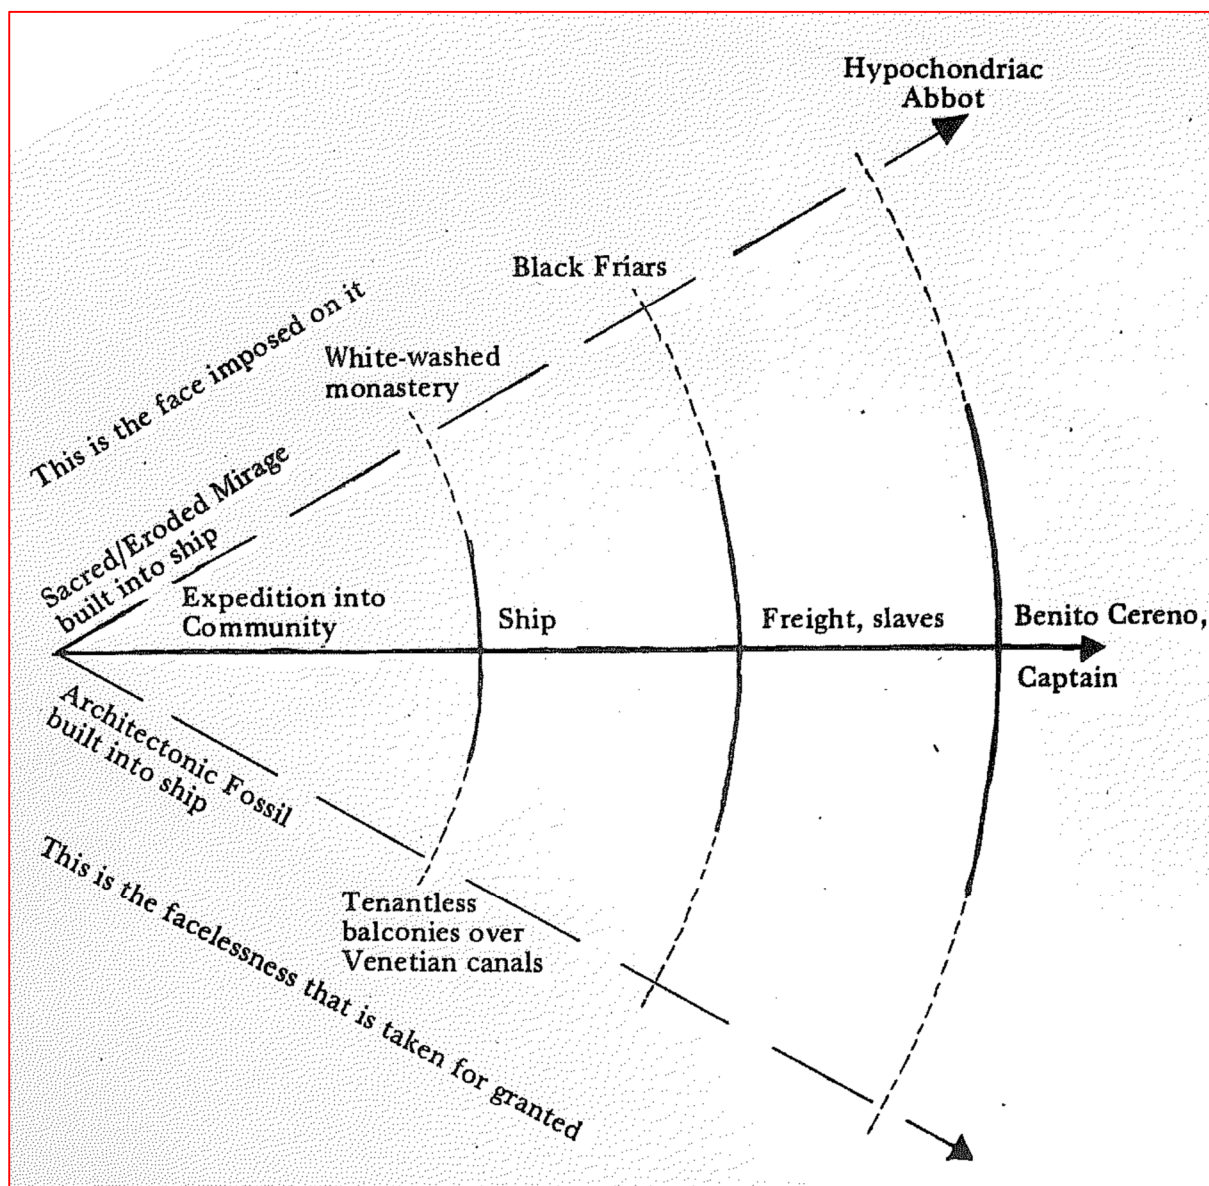 Hypochondriac
Abbot
Black Friars
This is the face imposed on it
White-washed
monastery
Sacred/Eroded Mirage
built into ship
Expedition into
Community
Ship
Freight, slaves
Benito Cereno,
Captain
Architectonic Fossil
built into ship
This is the facelessness that is taken for granted
Tenantless
balconies over
Venetian canals